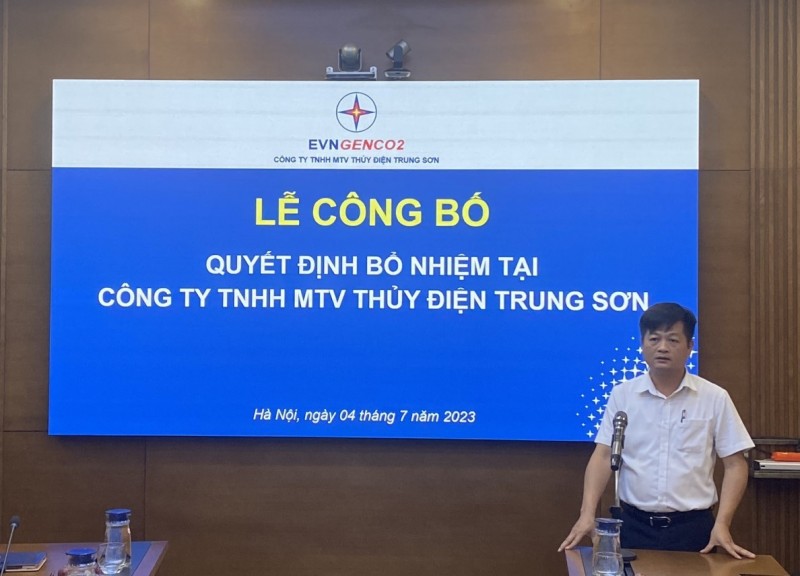 EVNGENCO2
CÔNG TY TNHH MTV THỦY ĐIỆN TRUNG SƠN
LỄ CÔNG BỐ
QUYẾT ĐỊNH BỔ NHIỆM TẠI
CÔNG TY TNHH MTV THỦY ĐIỆN TRUNG SƠN
Hà Nội, ngày 04 tháng 7 năm 2023